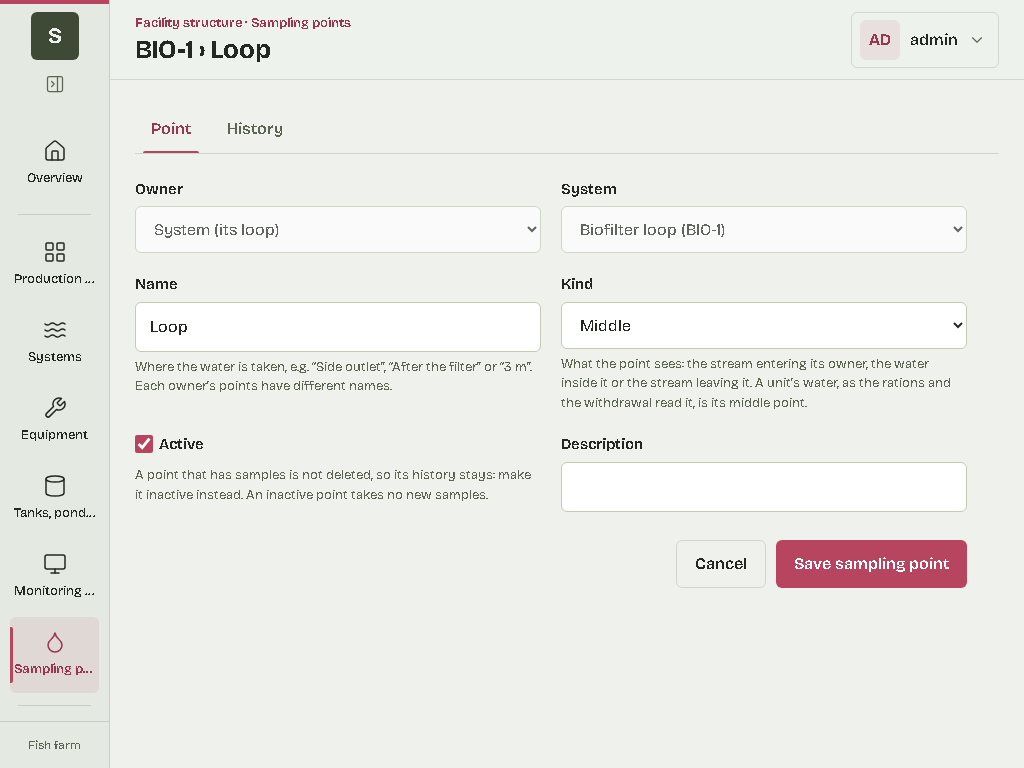 S
Overview
Production ...
Systems
Equipment
Tanks, pond...
Monitoring ...
Sampling p...
Fish farm
Facility structure · Sampling points
BIO-1 › Loop
AD admin
Point History
Owner
System (its loop)
System
Biofilter loop (BIO-1)
Name
Loop
Where the water is taken, e.g. “Side outlet”, “After the filter” or “3 m”.
Each owner’s points have different names.
Kind
Middle
What the point sees: the stream entering its owner, the water
inside it or the stream leaving it. A unit’s water, as the rations and
the withdrawal read it, is its middle point.
Active
A point that has samples is not deleted, so its history stays: make
it inactive instead. An inactive point takes no new samples.
Description
Cancel Save sampling point